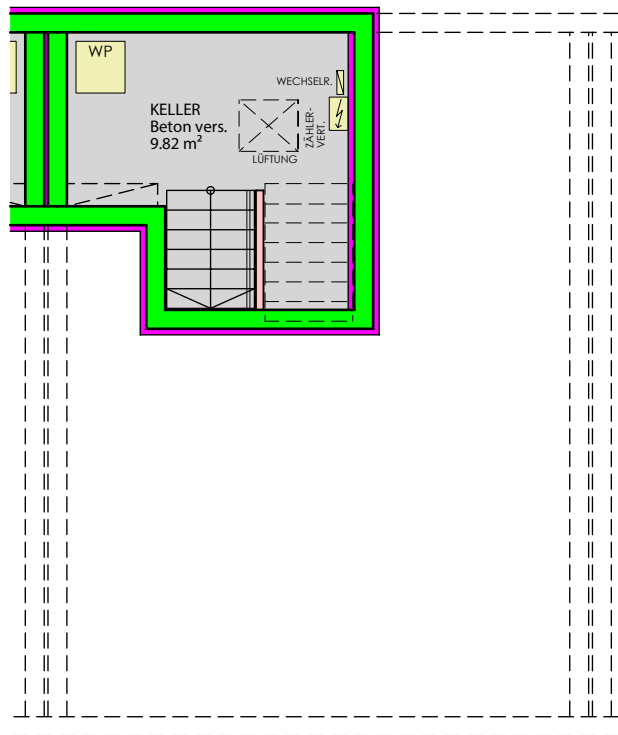 WP
WECHSELR.
KELLER
Beton vers.
9.82 m²
ZÄHLER-
VERT.
LÜFTUNG